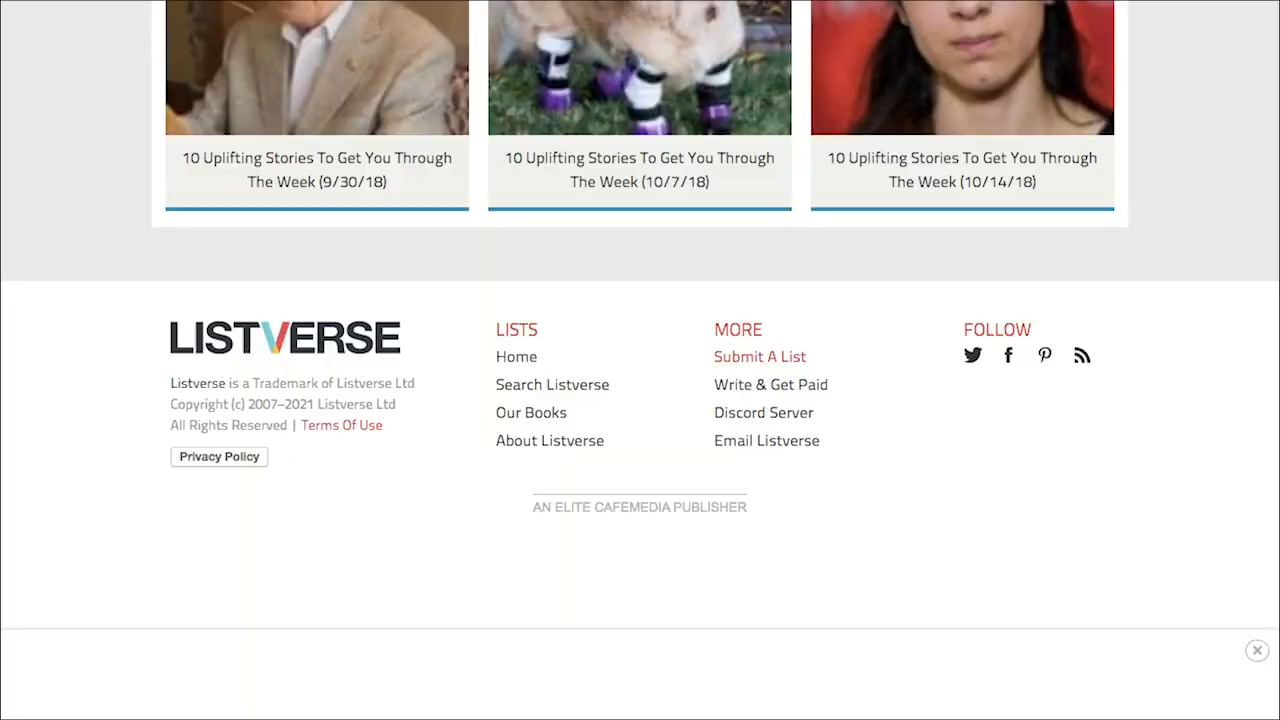 10 Uplifting Stories To Get You Through
The Week (9/30/18)
10 Uplifting Stories To Get You Through
The Week (10/7/18)
10 Uplifting Stories To Get You Through
The Week (10/14/18)
LISTVERSE
Listverse is a Trademark of Listverse Ltd
Copyright (c) 2007–2021 Listverse Ltd
All Rights Reserved | Terms Of Use
Privacy Policy
LISTS
Home
Search Listverse
Our Books
About Listverse
MORE
Submit A List
Write & Get Paid
Discord Server
Email Listverse
FOLLOW
AN ELITE CAFEMEDIA PUBLISHER